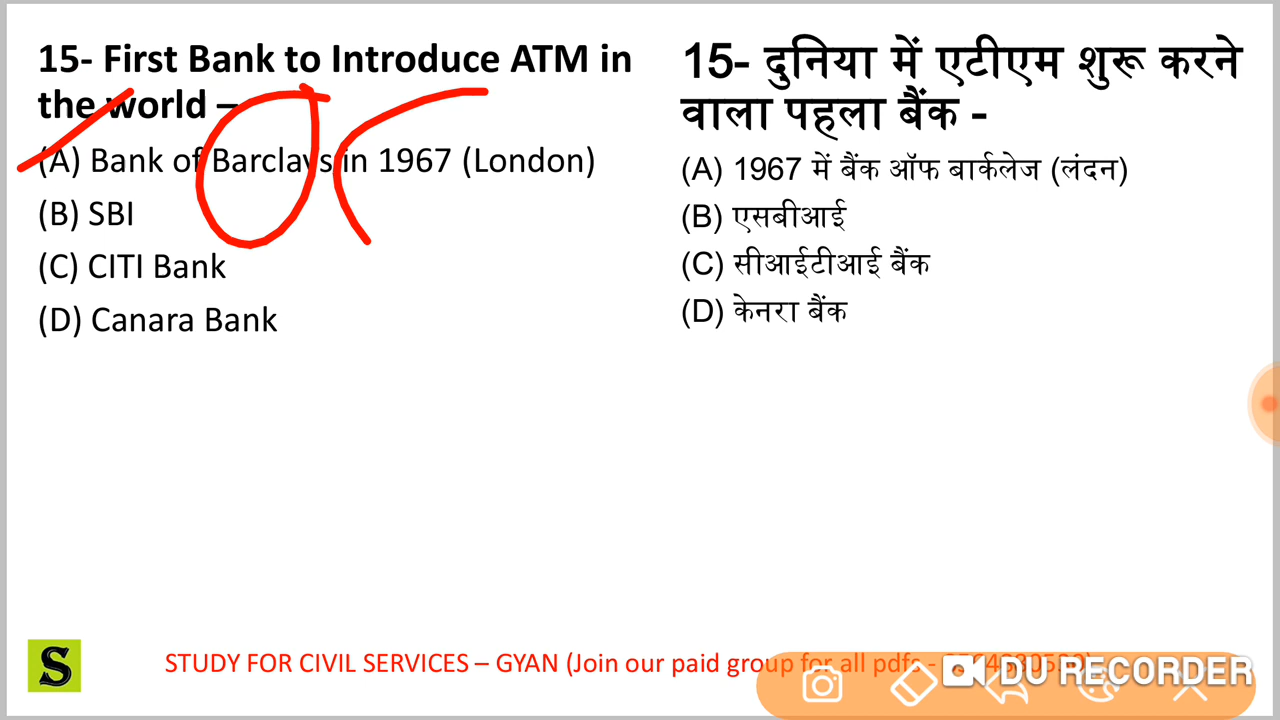 15- First Bank to Introduce ATM in
the world –
(A) Bank of Barclays in 1967 (London)
(B) SBI
(C) CITI Bank
(D) Canara Bank
15- दुनिया में एटीएम शुरू करने
वाला पहला बैंक -
(A) 1967 में बैंक ऑफ बार्कलेज (लंदन)
(B) एसबीआई
(C) सीआईटीआई बैंक
(D) केनरा बैंक
S
STUDY FOR CIVIL SERVICES – GYAN (Join our paid group for all pdfs -
DU RECORDER